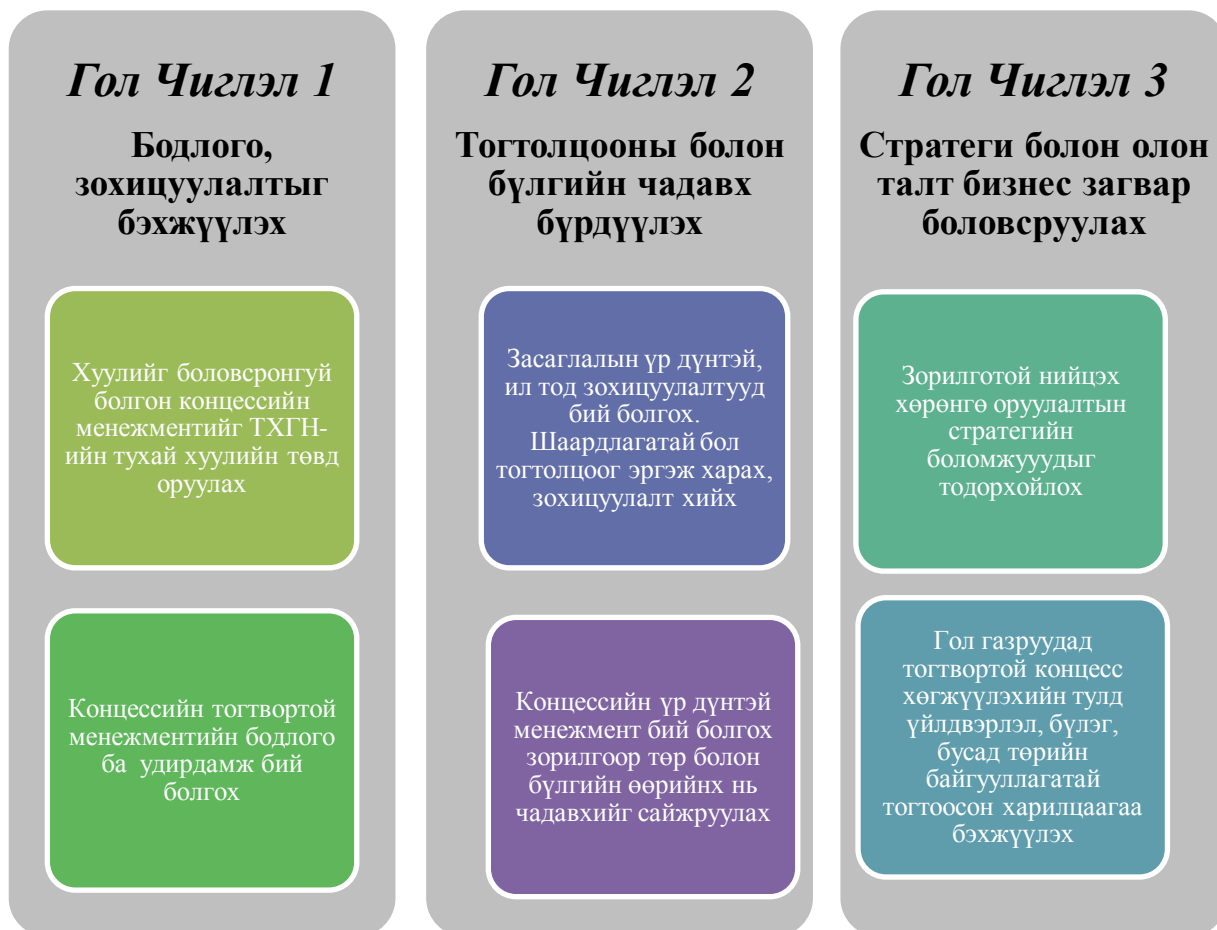 Гол Чиглэл 1
Бодлого,
зохицуулалтыг
бэхжүүлэх
Хуулийг боловсронгуй
болгон концессийн
менежментийг ТХГН-
ийн тухай хуулийн төвд
оруулах
Концессийн тогтвортой
менежментийн бодлого
ба удирдамж бий
болгох
Гол Чиглэл 2
Тогтолцооны болон
бүлгийн чадавх
бүрдүүлэх
Засаглалын үр дүнтэй,
ил тод зохицуулалтууд
бий болгох.
Шаардлагатай бол
тогтолцоог эргэж харах,
зохицуулалт хийх
Концессийн үр дүнтэй
менежмент бий болгох
зорилгоор төр болон
бүлгийн өөрийнх нь
чадавхийг сайжруулах
Гол Чиглэл 3
Стратеги болон олон
талт бизнес загвар
боловсруулах
Зорилготой нийцэх
хөрөнгө оруулалтын
стратегийн
боломжууудыг
тодорхойлох
Гол газруудад
тогтвортой концесс
хөгжүүлэхийн тулд
үйлдвэрлэл, бүлэг,
бусад төрийн
байгууллагатай
тогтоосон харилцаагаа
бэхжүүлэх